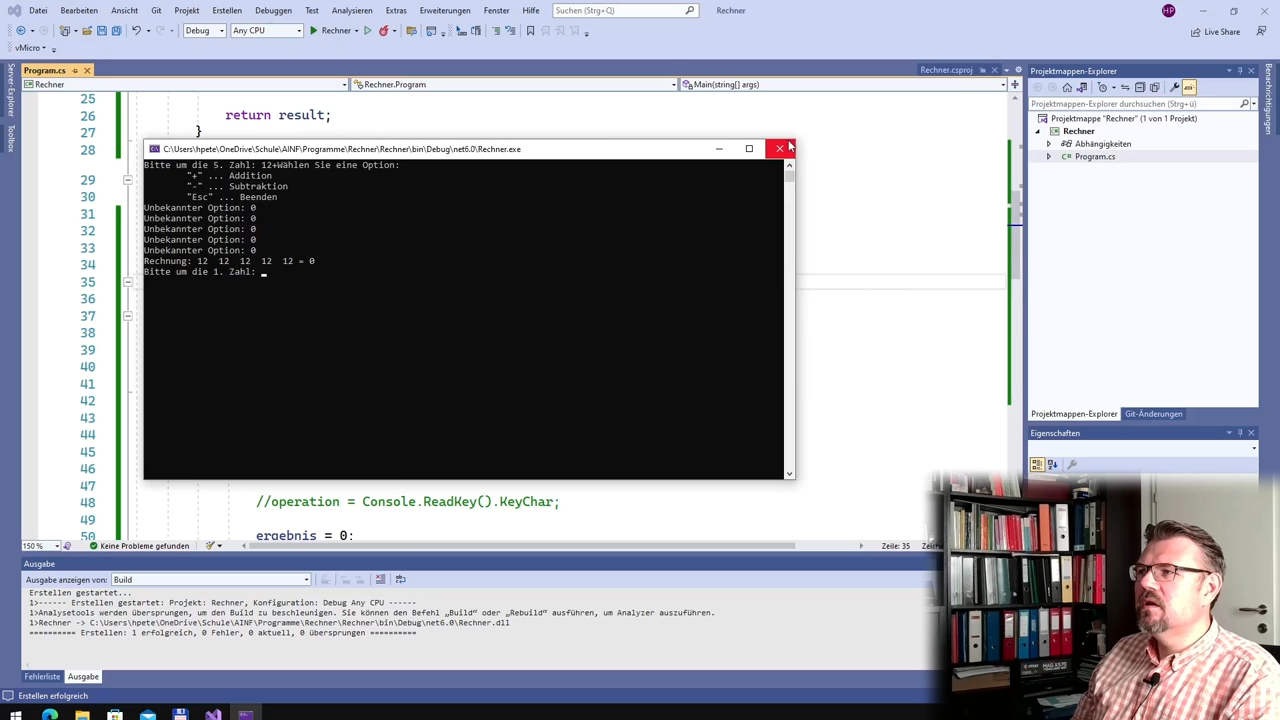 Datei Bearbeiten Ansicht Git Projekt Erstellen Debuggen Test Analysieren Extras Erweiterungen Fenster Hilfe Suchen (Strg+Q) Rechner HP
Debug Any CPU Rechner Live Share
vMicro
Server-Explorer
Toolbox
Program.cs Rechner.csproj
Rechner Rechner.Program Main(string[] args)
25
26 return result;
27 }
28
29
30
31
32
33
34
35
36
37
38
39
40
41
42
43
44
45
46
47
48 //operation = Console.ReadKey().KeyChar;
49
50 ergebnis = 0;
C:\Users\hpete\OneDrive\Schule\AINF\Programme\Rechner\Rechner\bin\Debug\net6.0\Rechner.exe
Bitte um die 5. Zahl: 12+Wählen Sie eine Option:
"+" ... Addition
"-" ... Subtraktion
"Esc" ... Beenden
Unbekannter Option: 0
Unbekannter Option: 0
Unbekannter Option: 0
Unbekannter Option: 0
Unbekannter Option: 0
Rechnung: 12 12 12 12 12 = 0
Bitte um die 1. Zahl: _
150 % Keine Probleme gefunden Zeile: 35 Zeich
Ausgabe
Ausgabe anzeigen von: Build
Erstellen gestartet...
1>------ Erstellen gestartet: Projekt: Rechner, Konfiguration: Debug Any CPU ------
1>Analysetools werden übersprungen, um den Build zu beschleunigen. Sie können den Befehl „Build“ oder „Rebuild“ ausführen, um Analyzer auszuführen.
1>Rechner -> C:\Users\hpete\OneDrive\Schule\AINF\Programme\Rechner\Rechner\bin\Debug\net6.0\Rechner.dll
========== Erstellen: 1 erfolgreich, 0 Fehler, 0 aktuell, 0 übersprungen ==========
Fehlerliste Ausgabe
Erstellen erfolgreich
Projektmappen-Explorer
Projektmappen-Explorer durchsuchen (Strg+ü)
Projektmappe "Rechner" (1 von 1 Projekt)
Rechner
Abhängigkeiten
Program.cs
Projektmappen-Explorer Git-Änderungen
Eigenschaften
Benachrichtigungen
MAG X570